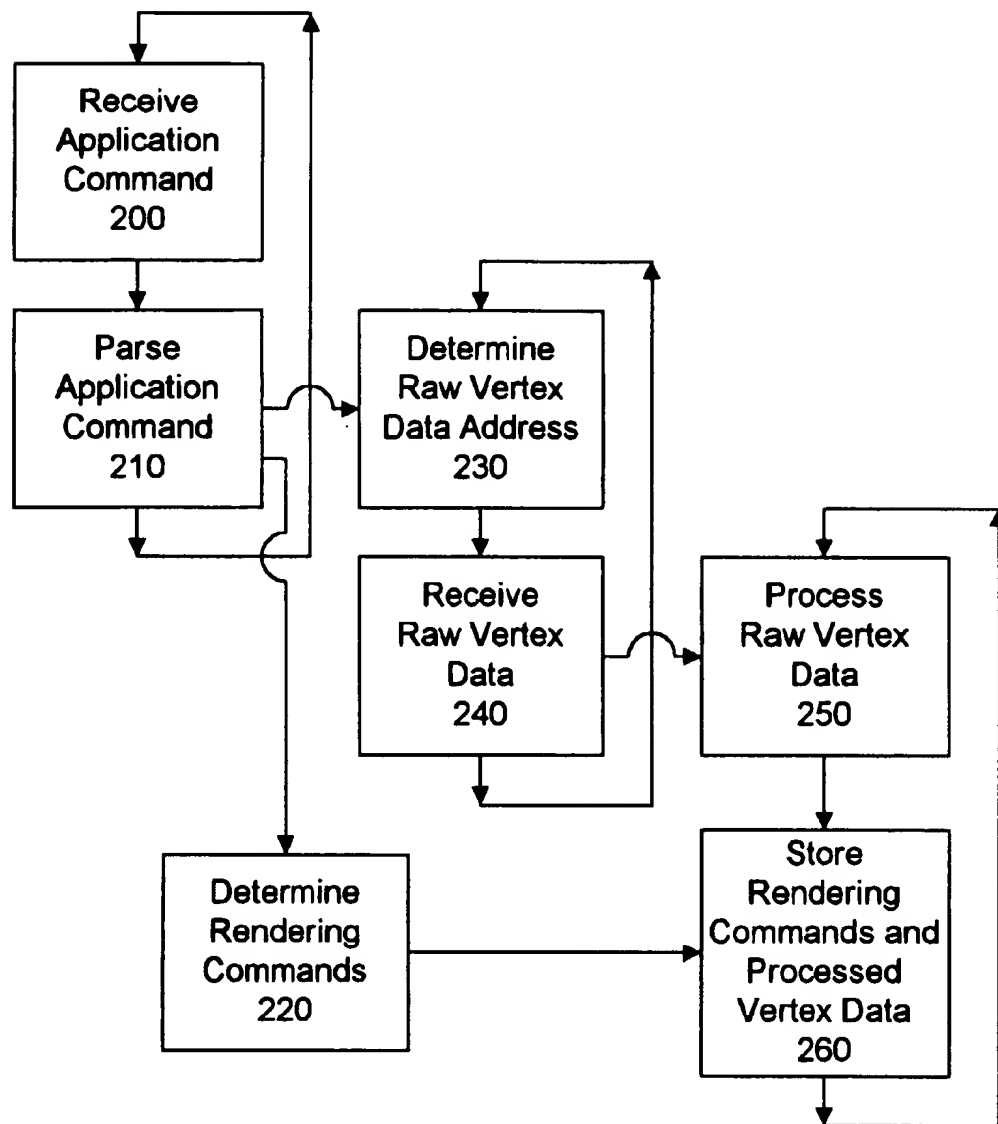 Receive
Application
Command
200
Parse
Application
Command
210
Determine
Raw Vertex
Data Address
230
Receive
Raw Vertex
Data
240
Process
Raw Vertex
Data
250
Determine
Rendering
Commands
220
Store
Rendering
Commands and
Processed
Vertex Data
260